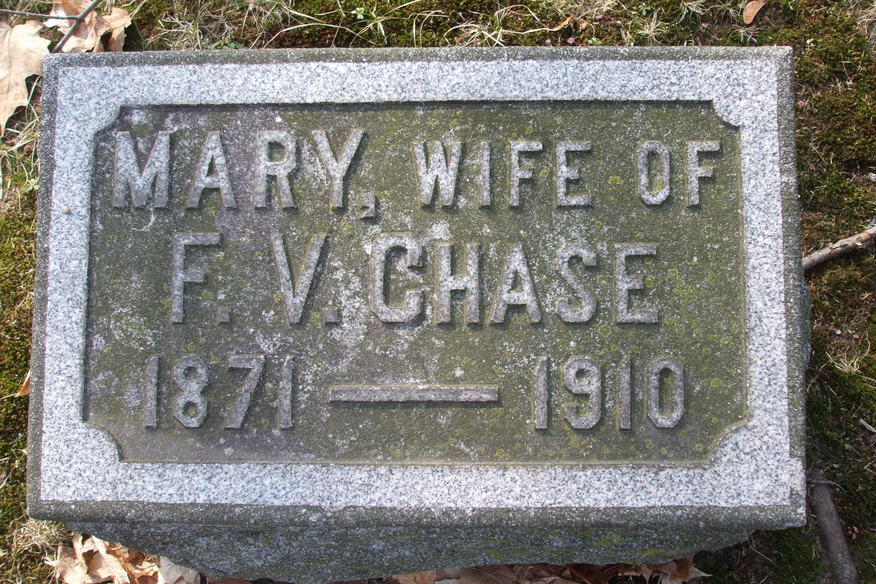 MARY, WIFE OF
F. V. CHASE
1871 — 1910